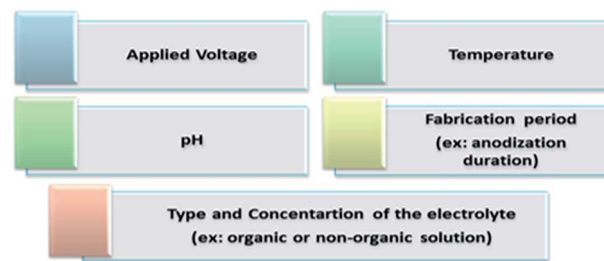 Applied Voltage
Temperature
pH
Fabrication period
(ex: anodization
duration)
Type and Concentartion of the electrolyte
(ex: organic or non-organic solution)